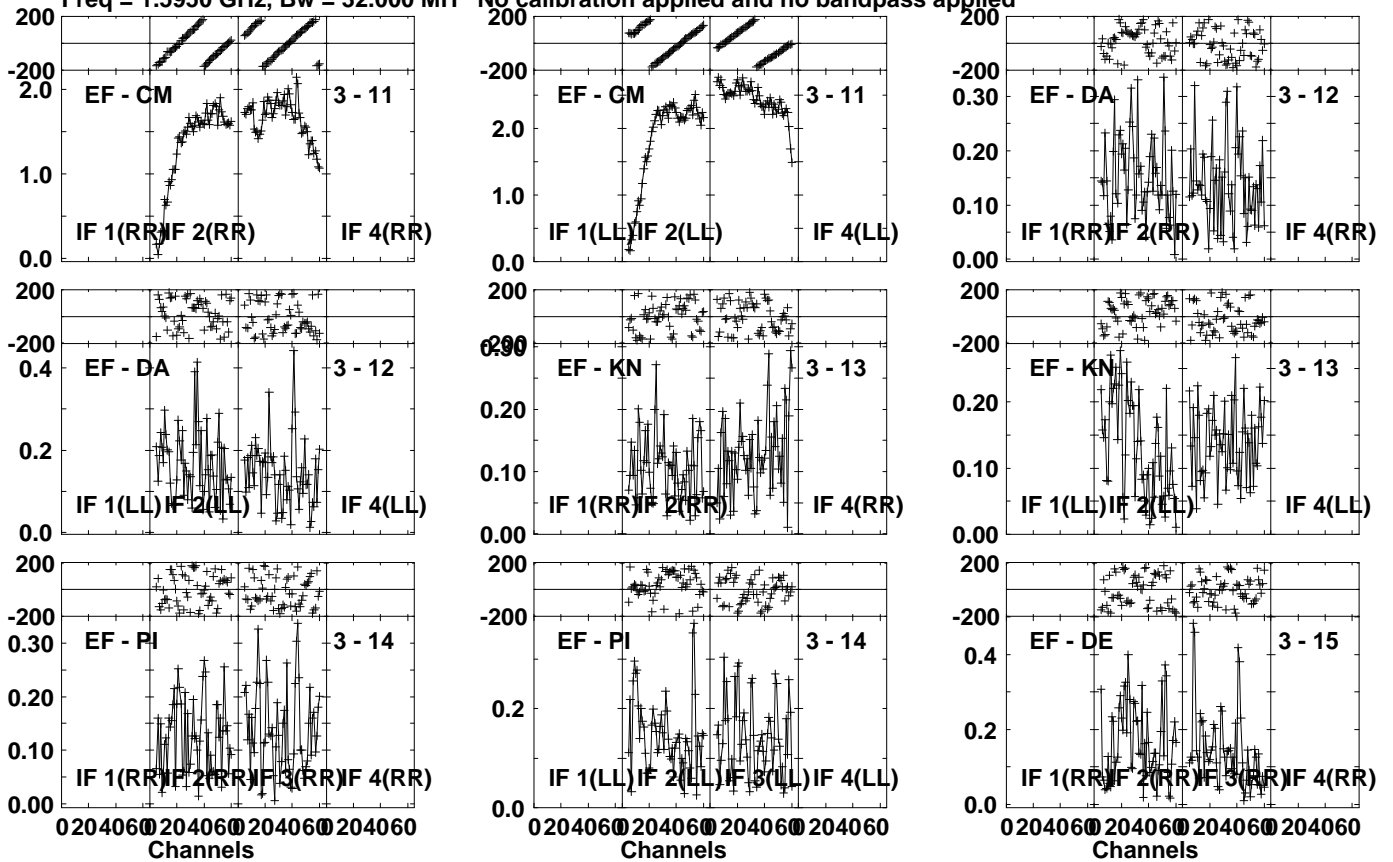 Freq = 1.5950 GHz, Bw = 32.000 MH No calibration applied and no bandpass applied
200
-200
2.0
1.0
0.0
EF - CM
3 - 11
IF 1(RR)
IF 2(RR)
IF 4(RR)
2.0
1.0
0.0
EF - CM
3 - 11
IF 1(LL)
IF 2(LL)
IF 4(LL)
200
-200
0.30
0.20
0.10
0.00
EF - DA
3 - 12
IF 1(RR)
IF 2(RR)
IF 4(RR)
200
-200
0.4
0.2
0.0
EF - DA
3 - 12
IF 1(LL)
IF 2(LL)
IF 4(LL)
200
-200
0.30
0.20
0.10
0.00
EF - KN
3 - 13
IF 1(RR)
IF 2(RR)
IF 4(RR)
200
-200
0.20
0.10
0.00
EF - KN
3 - 13
IF 1(LL)
IF 2(LL)
IF 4(LL)
200
-200
0.30
0.20
0.10
0.00
EF - PI
3 - 14
IF 1(RR)
IF 2(RR)
IF 3(RR)
IF 4(RR)
0 20 40 60 0 20 40 60 0 20 40 60 0 20 40 60
Channels
200
-200
0.2
0.0
EF - PI
3 - 14
IF 1(LL)
IF 2(LL)
IF 3(LL)
IF 4(LL)
0 20 40 60 0 20 40 60 0 20 40 60 0 20 40 60
Channels
200
-200
0.4
0.2
0.0
EF - DE
3 - 15
IF 1(RR)
IF 2(RR)
IF 3(RR)
IF 4(RR)
0 20 40 60 0 20 40 60 0 20 40 60 0 20 40 60
Channels